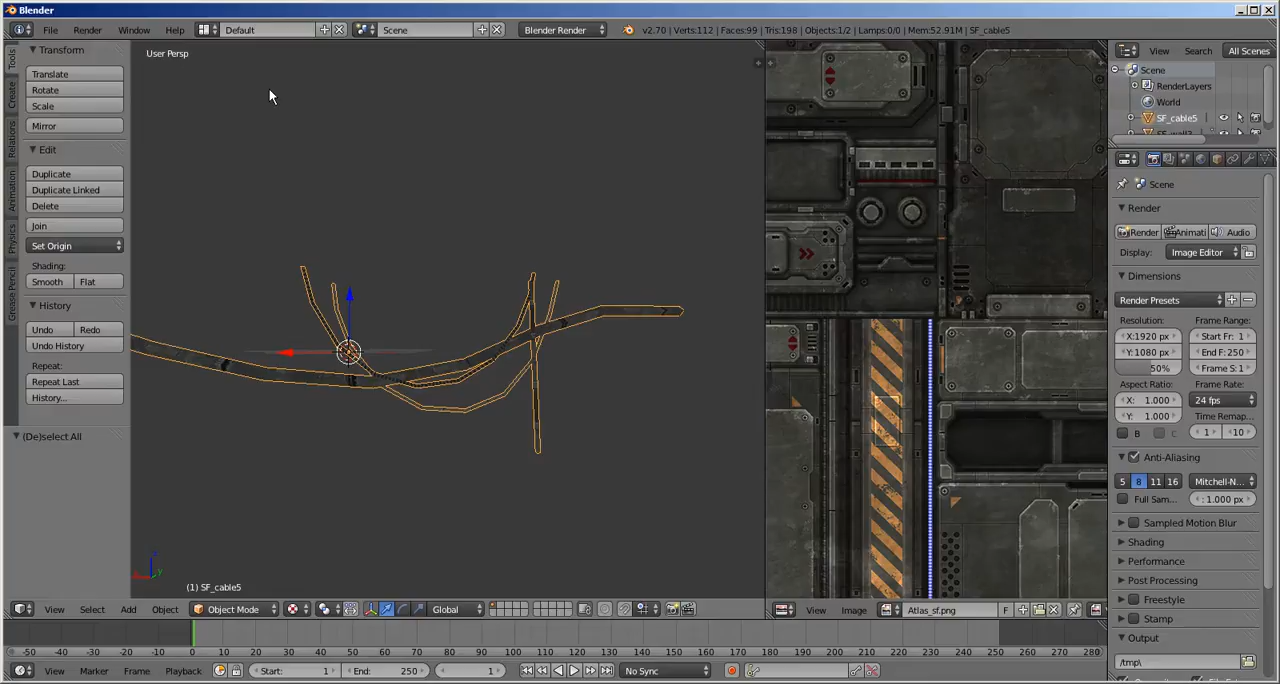 Blender
File Render Window Help Default Scene Blender Render v2.70 | Verts:112 | Faces:99 | Tris:198 | Objects:1/2 | Lamps:0/0 | Mem:52.91M | SF_cable5
Tools
Create
Relations
Animation
Physics
Grease Pencil
Transform
Translate
Rotate
Scale
Mirror
Edit
Duplicate
Duplicate Linked
Delete
Join
Set Origin
Shading:
Smooth Flat
History
Undo Redo
Undo History
Repeat:
Repeat Last
History...
(De)select All
User Persp
(1) SF_cable5
View Select Add Object Object Mode Global
View Image Atlas_sf.png F
View Search All Scenes
Scene
RenderLayers
World
SF_cable5
Scene
Render
Render Animati Audio
Display: Image Editor
Dimensions
Render Presets
Resolution: Frame Range:
X:1920 px Start Fr: 1
Y:1080 px End F:250
50% Frame S:1
Aspect Ratio: Frame Rate:
X: 1.000 24 fps
Y: 1.000 Time Remap...
B C 1 10
Anti-Aliasing
5 8 11 16 Mitchell-N...
Full Sam... : 1.000 px
Sampled Motion Blur
Shading
Performance
Post Processing
Freestyle
Stamp
Output
/tmp\
-50 -40 -30 -20 -10 0 10 20 30 40 50 60 70 80 90 100 110 120 130 140 150 160 170 180 190 200 210 220 230 240 250 260 270 280
View Marker Frame Playback Start: 1 End: 250 1 No Sync